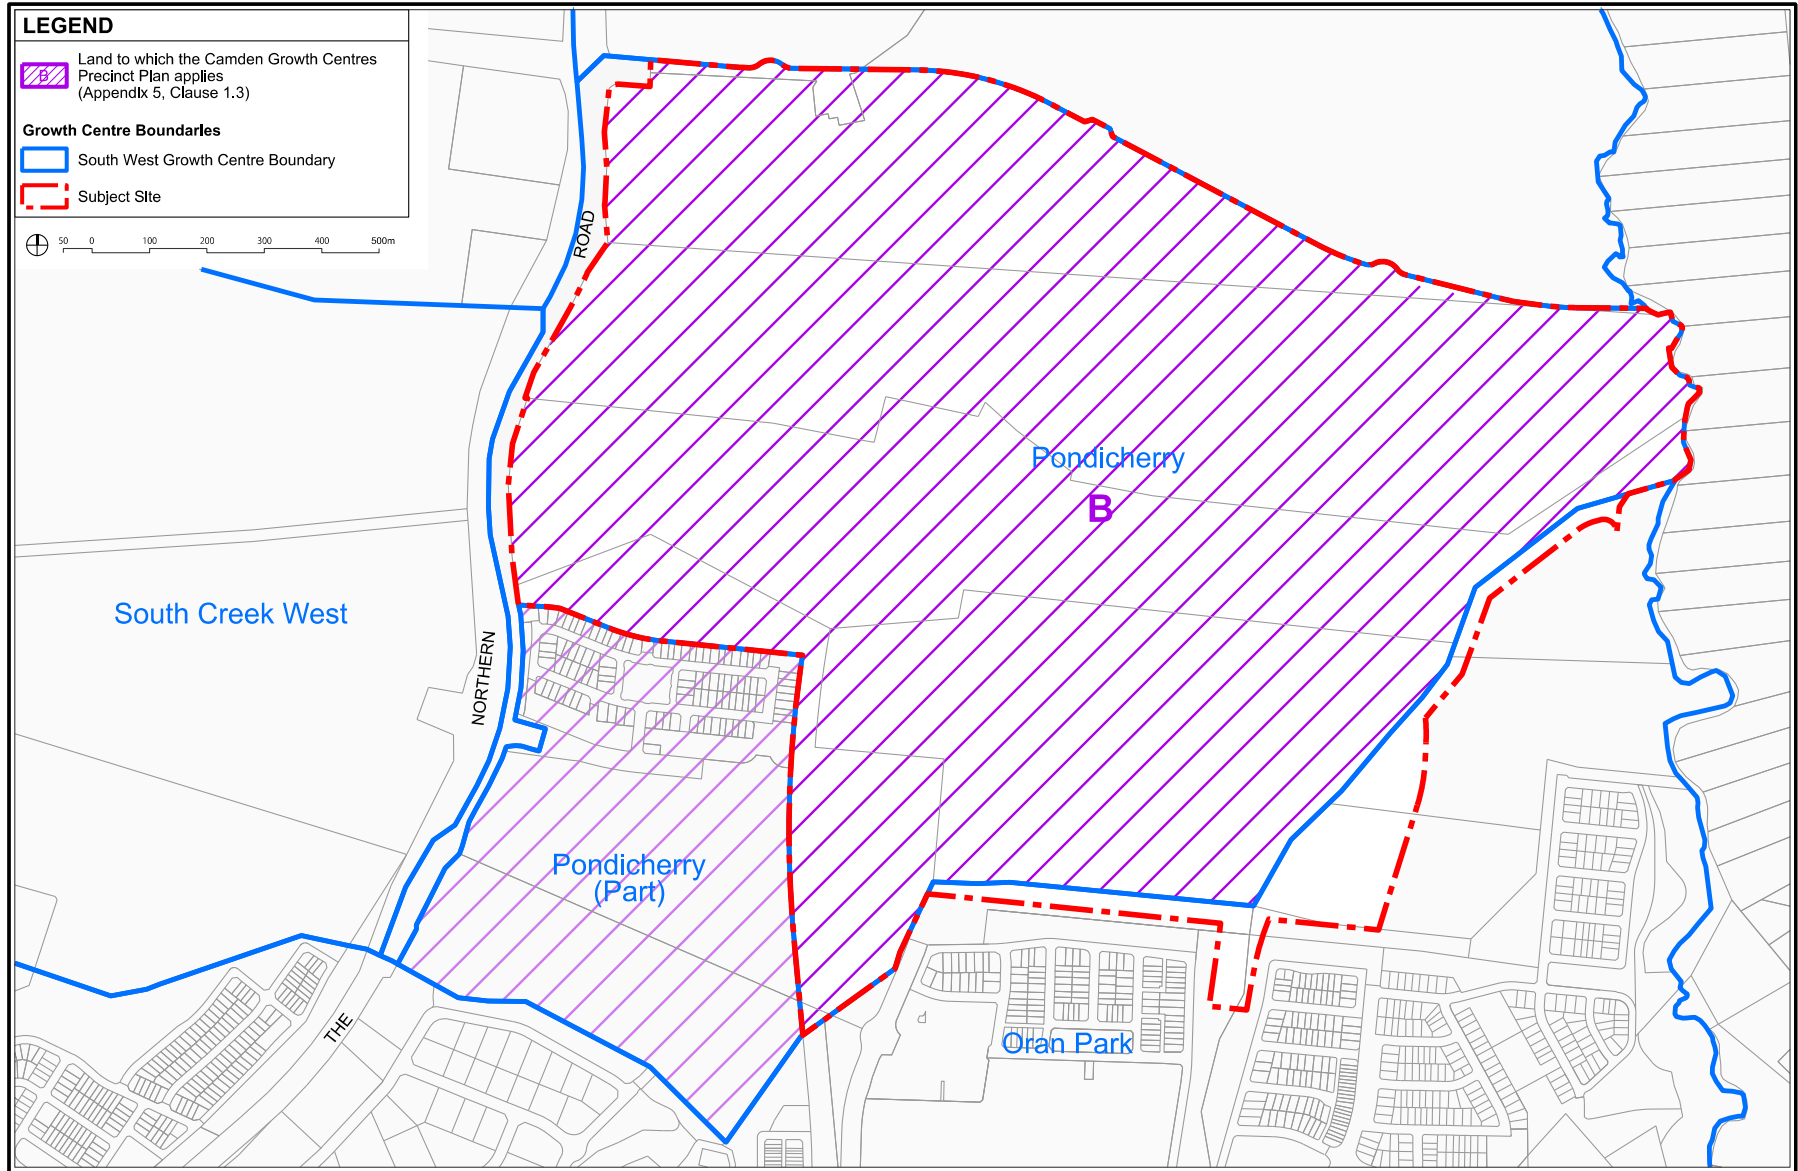 LEGEND
B
Land to which the Camden Growth Centres
Precinct Plan applies
(Appendix 5, Clause 1.3)
Growth Centre Boundaries
South West Growth Centre Boundary
Subject Site
50 0 100 200 300 400 500m
ROAD
Pondicherry
B
South Creek West
NORTHERN
Pondicherry
(Part)
THE
Oran Park